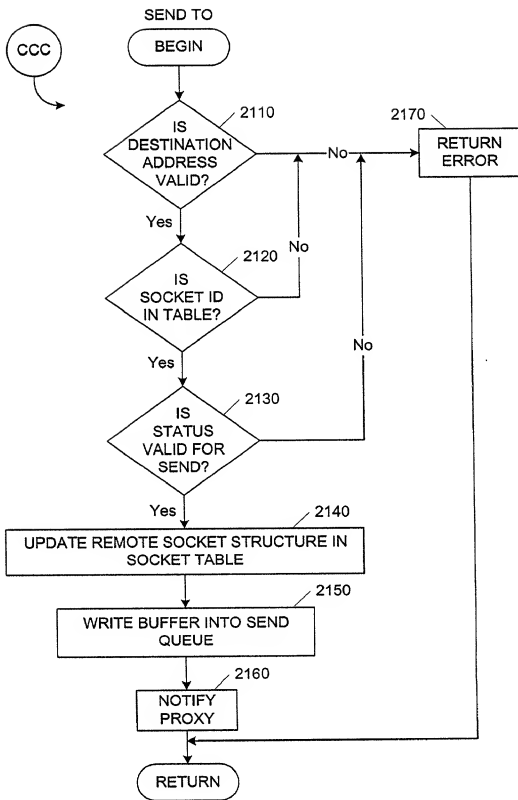 SEND TO
CCC
BEGIN
2110
IS
DESTINATION
ADDRESS
VALID?
No
2170
RETURN
ERROR
Yes
No
2120
IS
SOCKET ID
IN TABLE?
No
Yes
2130
IS
STATUS
VALID FOR
SEND?
Yes
2140
UPDATE REMOTE SOCKET STRUCTURE IN
SOCKET TABLE
2150
WRITE BUFFER INTO SEND
QUEUE
2160
NOTIFY
PROXY
RETURN